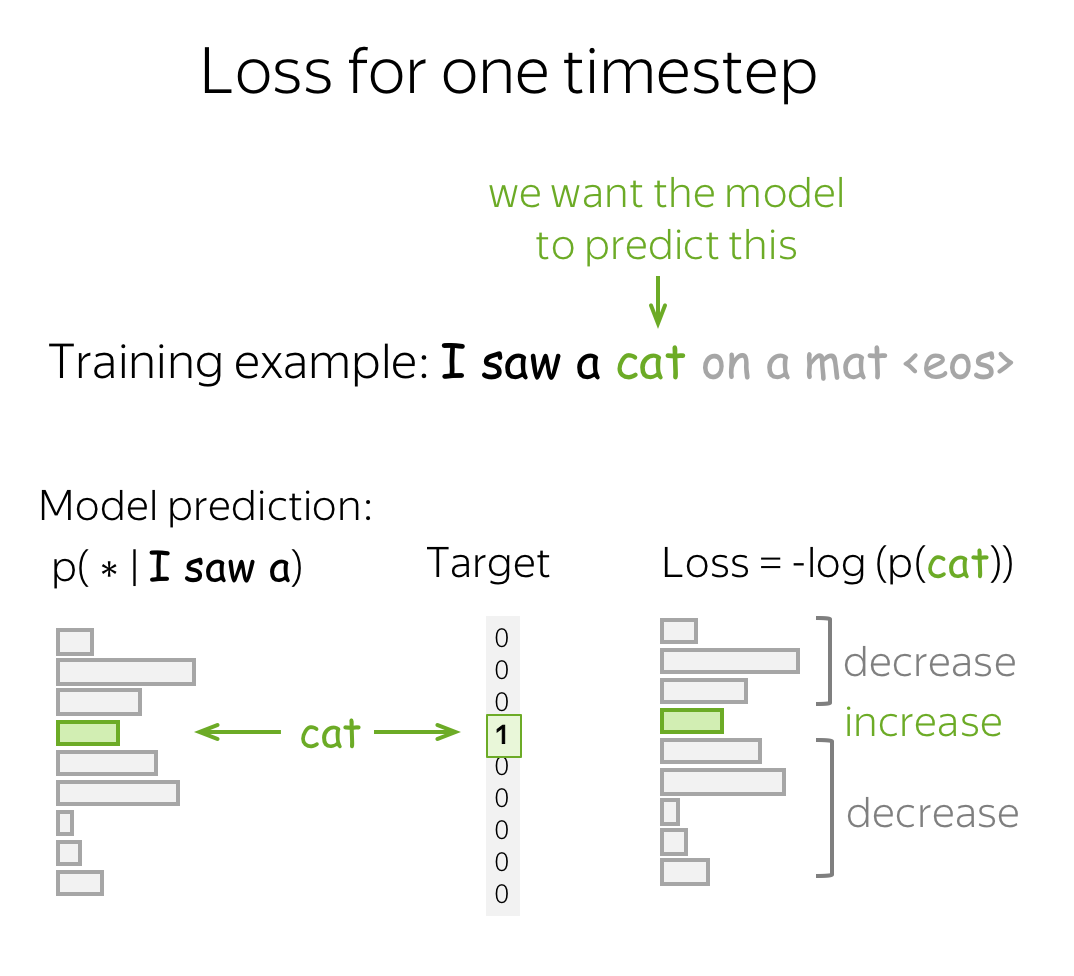 Loss for one timestep
we want the model
to predict this
Training example: I saw a cat on a mat <eos>
Model prediction:
p( * | I saw a)
Target
Loss = -log (p(cat))
cat
0
0
0
1
0
0
0
0
0
decrease
increase
decrease